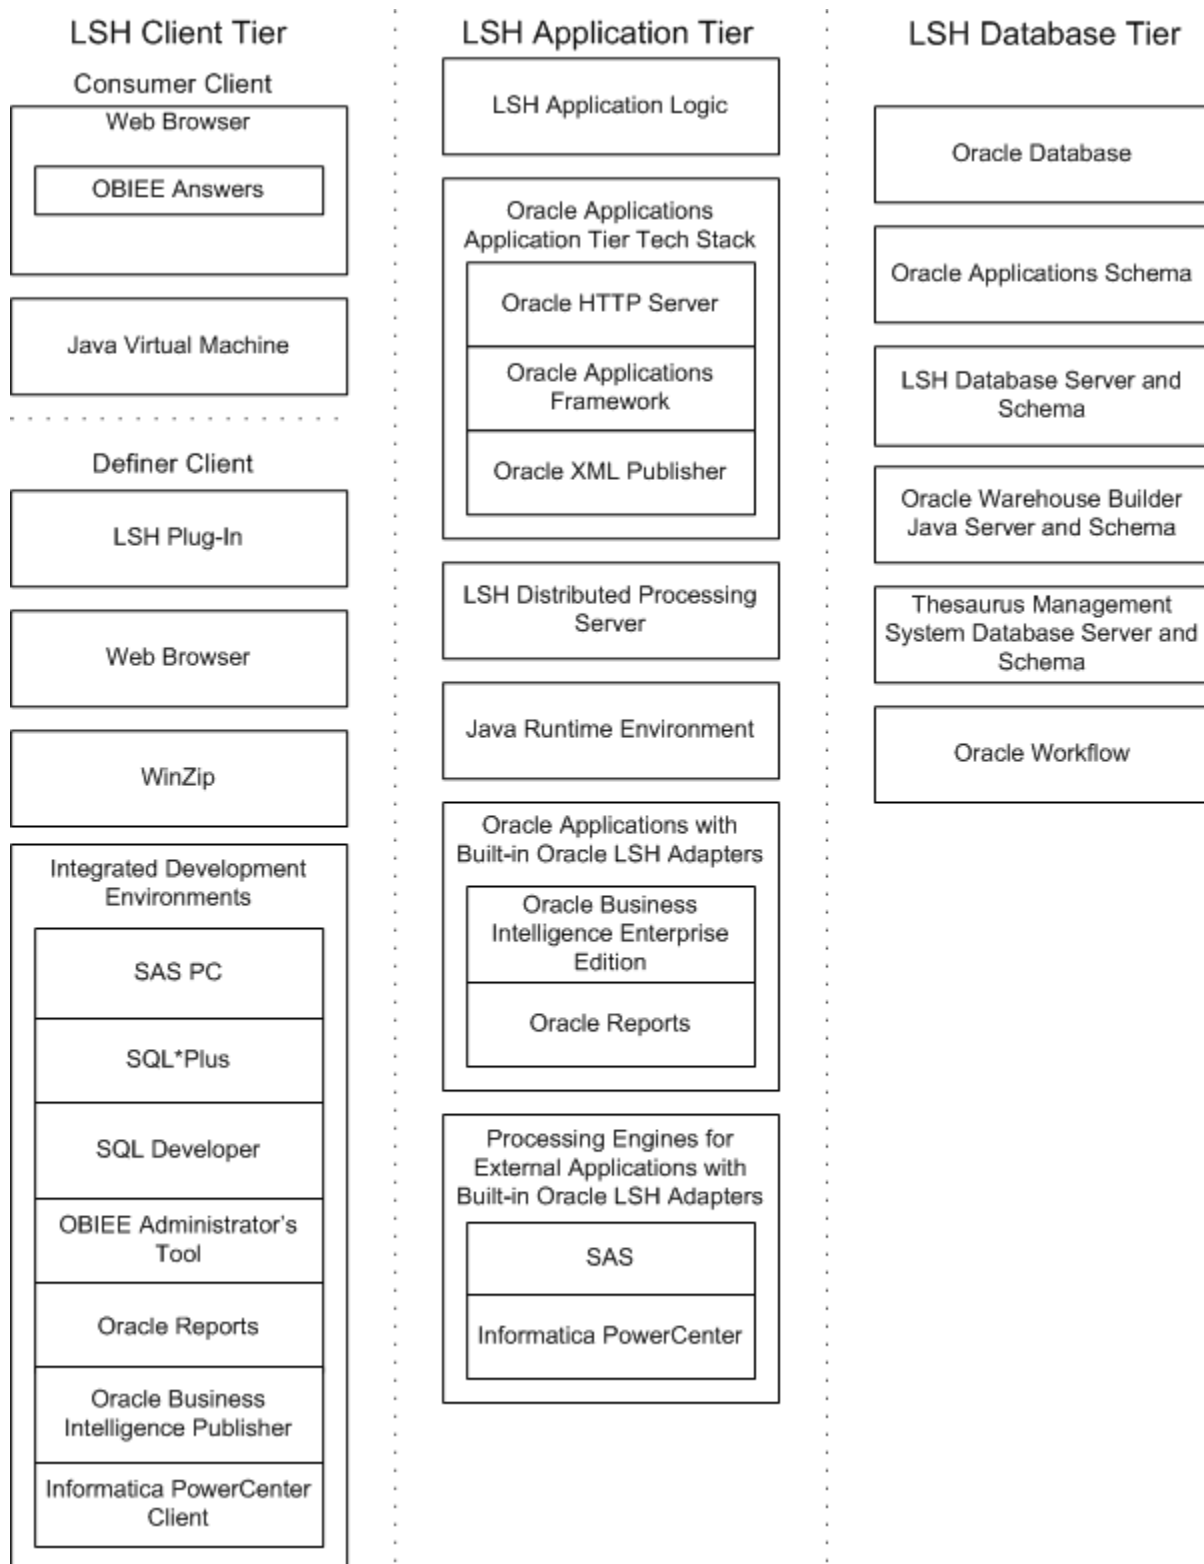 LSH Client Tier
Consumer Client
Web Browser
OBIEE Answers
Java Virtual Machine
Definer Client
LSH Plug-In
Web Browser
WinZip
Integrated Development
Environments
SAS PC
SQL*Plus
SQL Developer
OBIEE Administrator's
Tool
Oracle Reports
Oracle Business
Intelligence Publisher
Informatica PowerCenter
Client
LSH Application Tier
LSH Application Logic
Oracle Applications
Application Tier Tech Stack
Oracle HTTP Server
Oracle Applications
Framework
Oracle XML Publisher
LSH Distributed Processing
Server
Java Runtime Environment
Oracle Applications with
Built-in Oracle LSH Adapters
Oracle Business
Intelligence Enterprise
Edition
Oracle Reports
Processing Engines for
External Applications with
Built-in Oracle LSH Adapters
SAS
Informatica PowerCenter
LSH Database Tier
Oracle Database
Oracle Applications Schema
LSH Database Server and
Schema
Oracle Warehouse Builder
Java Server and Schema
Thesaurus Management
System Database Server and
Schema
Oracle Workflow